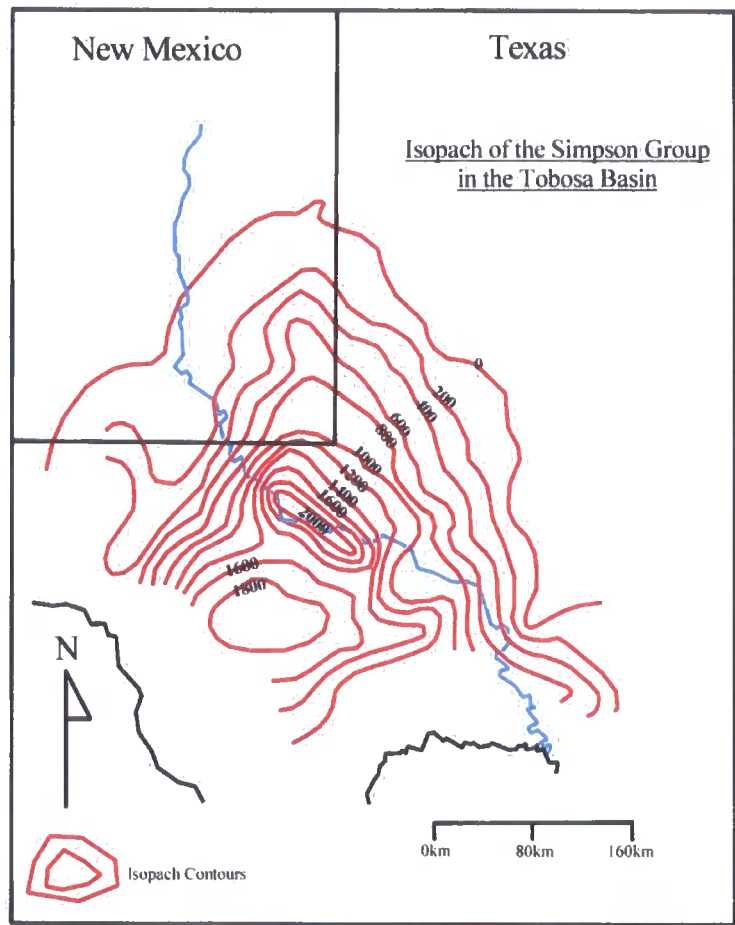 New Mexico
Texas
Isopach of the Simpson Group
in the Tobosa Basin
0
200
400
600
800
1000
1200
1400
1600
2000
1600
1800
N
0km 80km 160km
Isopach Contours